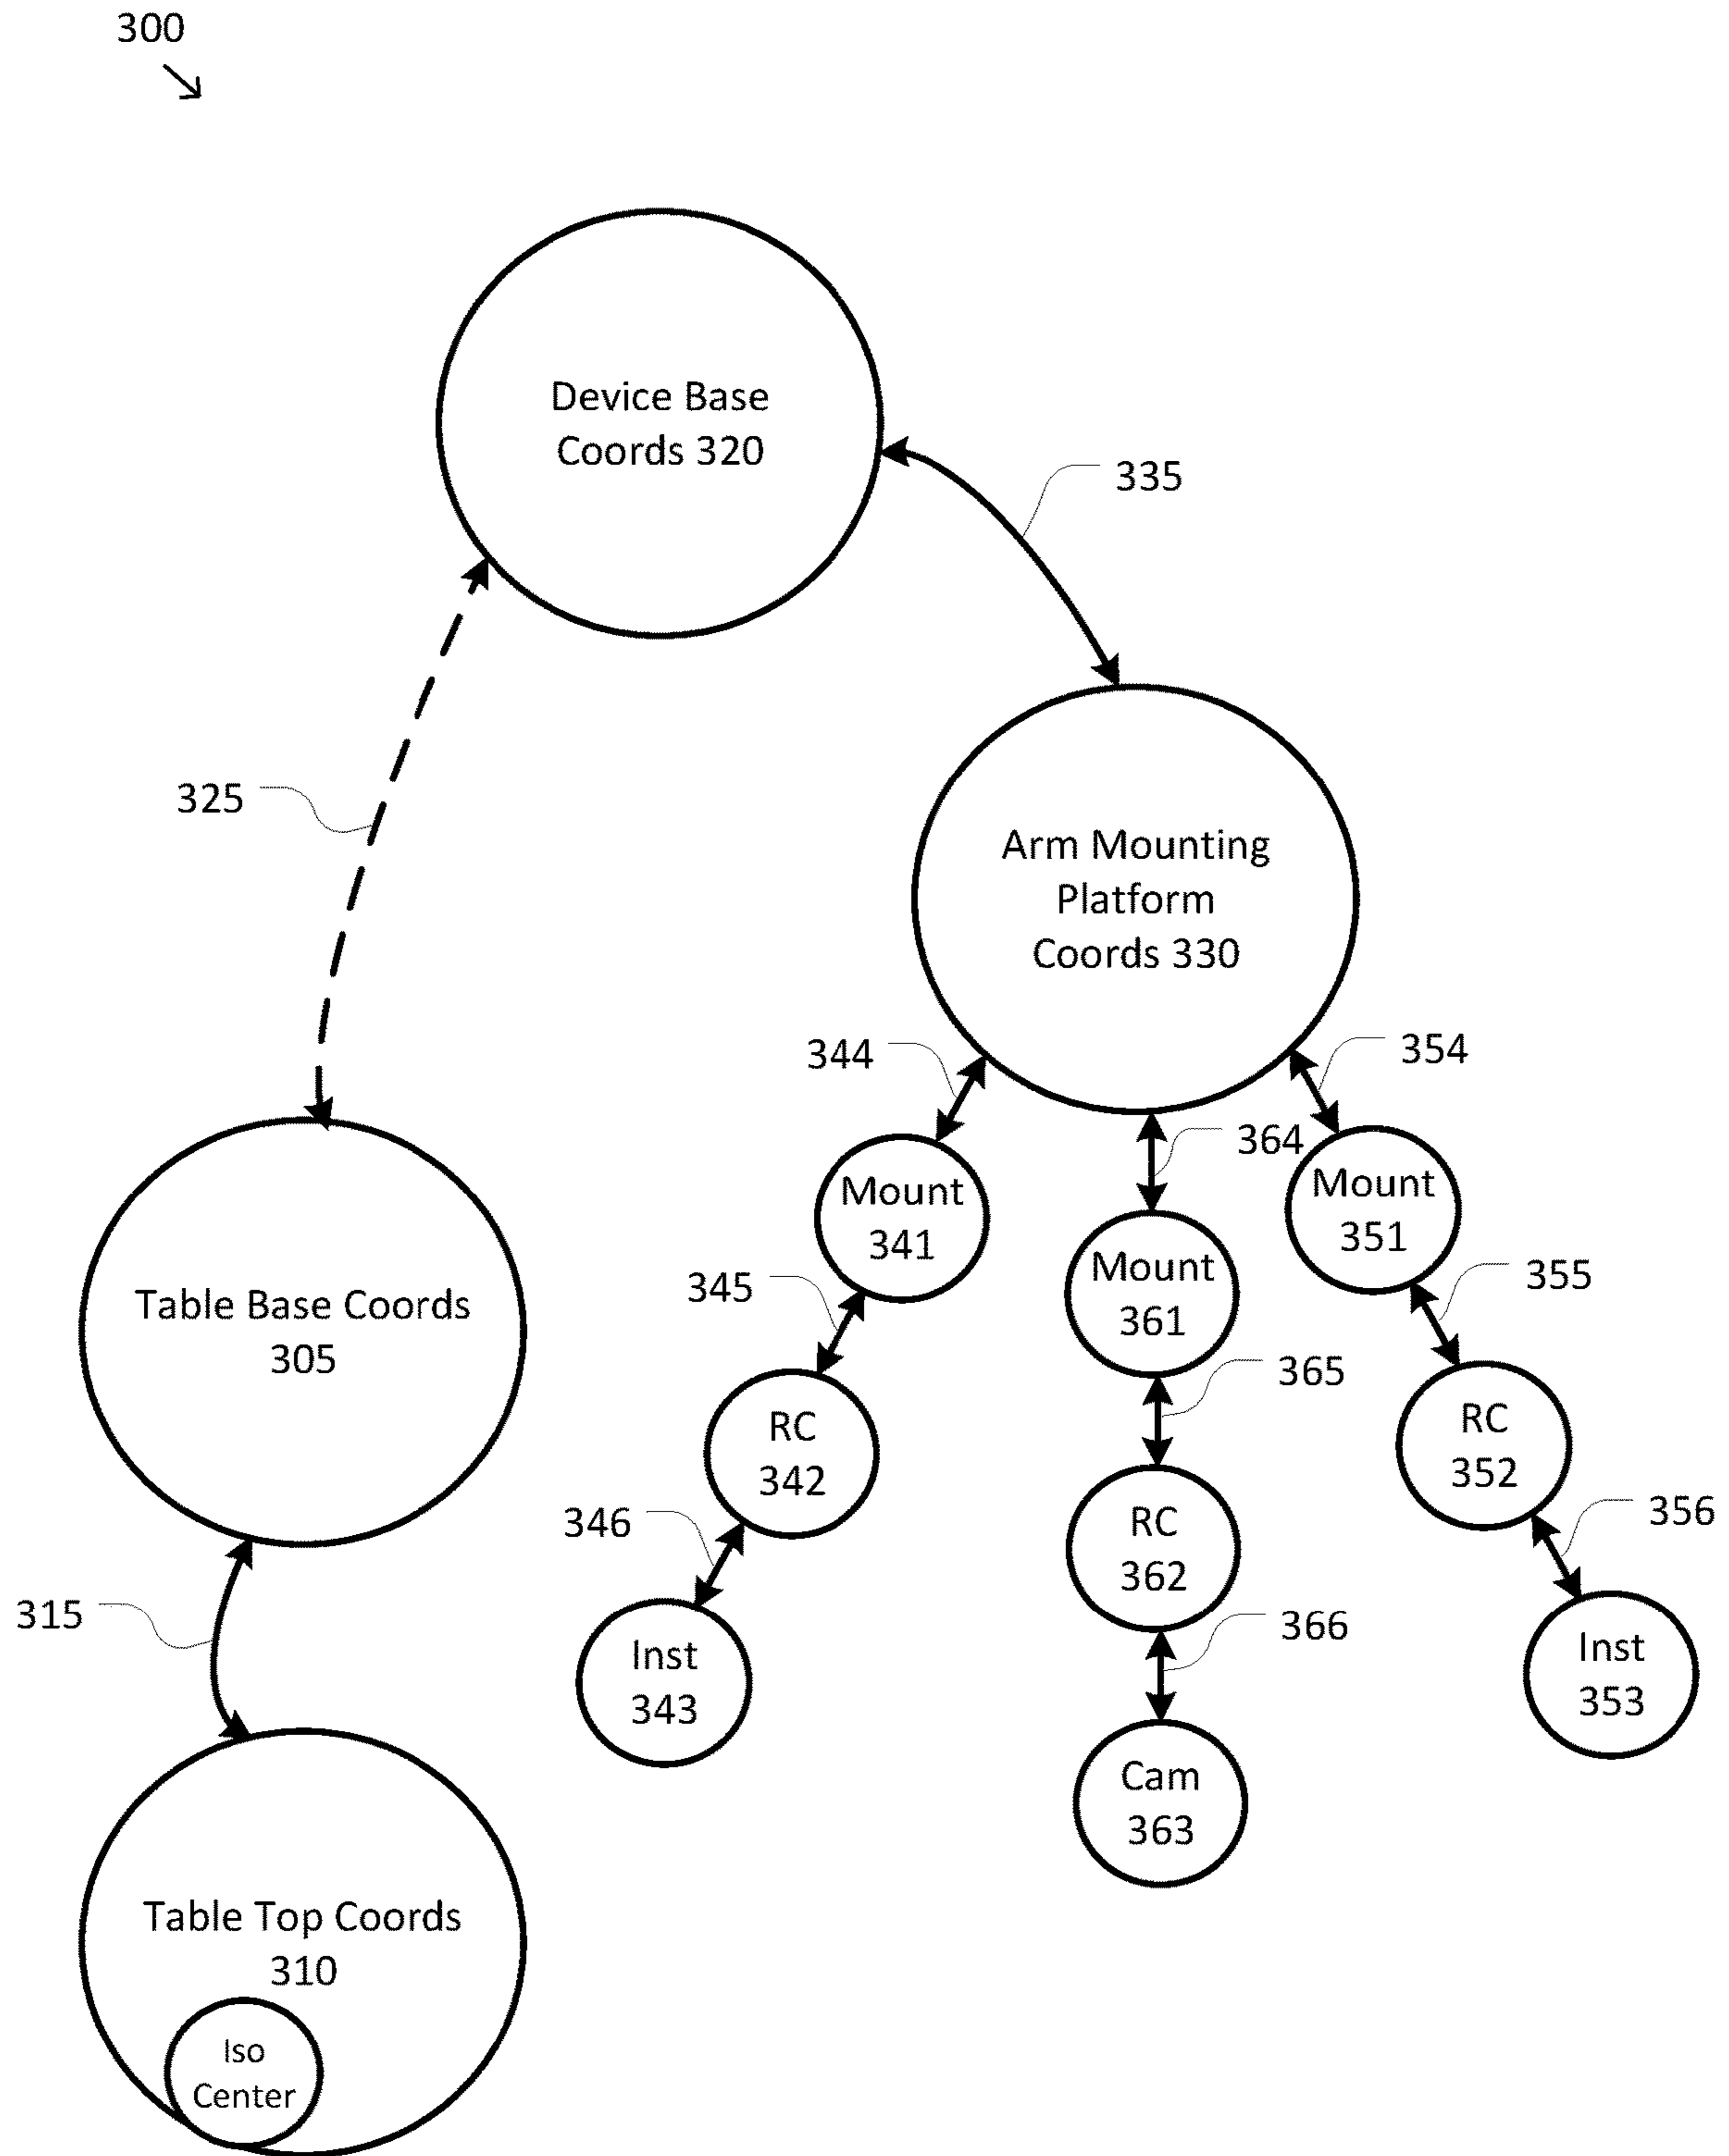 300
Device Base
Coords 320
335
325
Arm Mounting
Platform
Coords 330
344
354
364
Mount
341
Mount
351
Mount
361
345
355
Table Base Coords
305
365
RC
342
RC
352
346
356
RC
362
315
366
Inst
343
Inst
353
Cam
363
Table Top Coords
310
Iso
Center